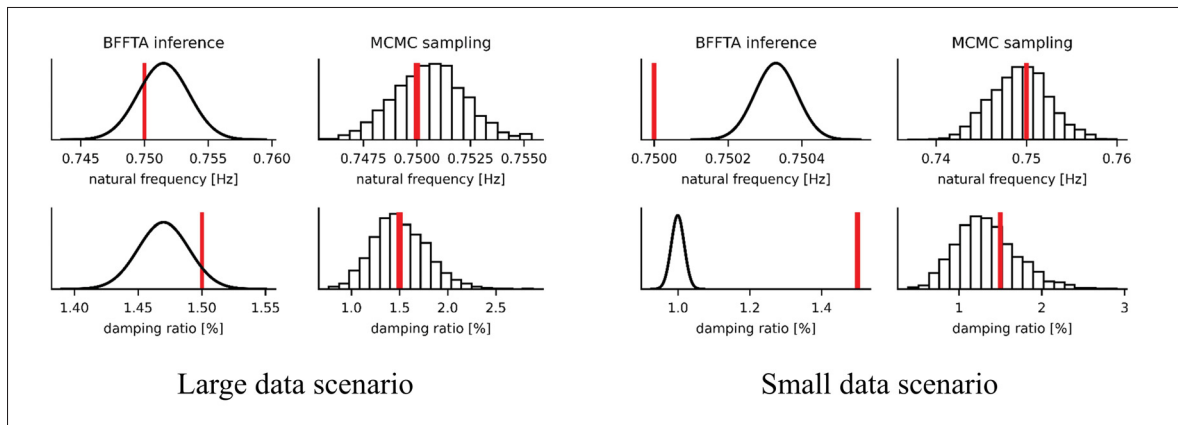 BFFTA inference
MCMC sampling
BFFTA inference
MCMC sampling
0.745 0.750 0.755 0.760
0.7475 0.7500 0.7525 0.7550
0.7500 0.7502 0.7504
0.74 0.75 0.76
natural frequency [Hz]
natural frequency [Hz]
natural frequency [Hz]
natural frequency [Hz]
1.40 1.45 1.50 1.55
1.0 1.5 2.0 2.5
1.0 1.2 1.4
1 2 3
damping ratio [%]
damping ratio [%]
damping ratio [%]
damping ratio [%]
Large data scenario
Small data scenario